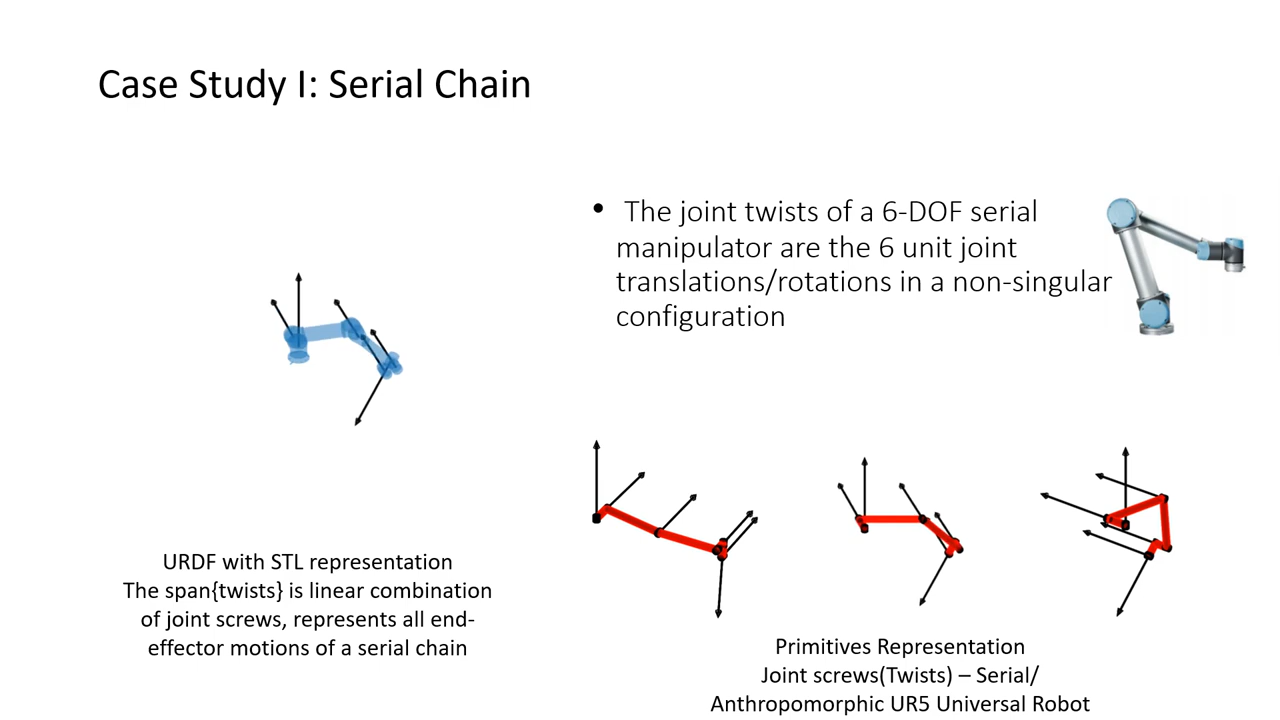 Case Study I: Serial Chain
• The joint twists of a 6-DOF serial
manipulator are the 6 unit joint
translations/rotations in a non-singular
configuration
URDF with STL representation
The span{twists} is linear combination
of joint screws, represents all end-
effector motions of a serial chain
Primitives Representation
Joint screws(Twists) – Serial/
Anthropomorphic UR5 Universal Robot